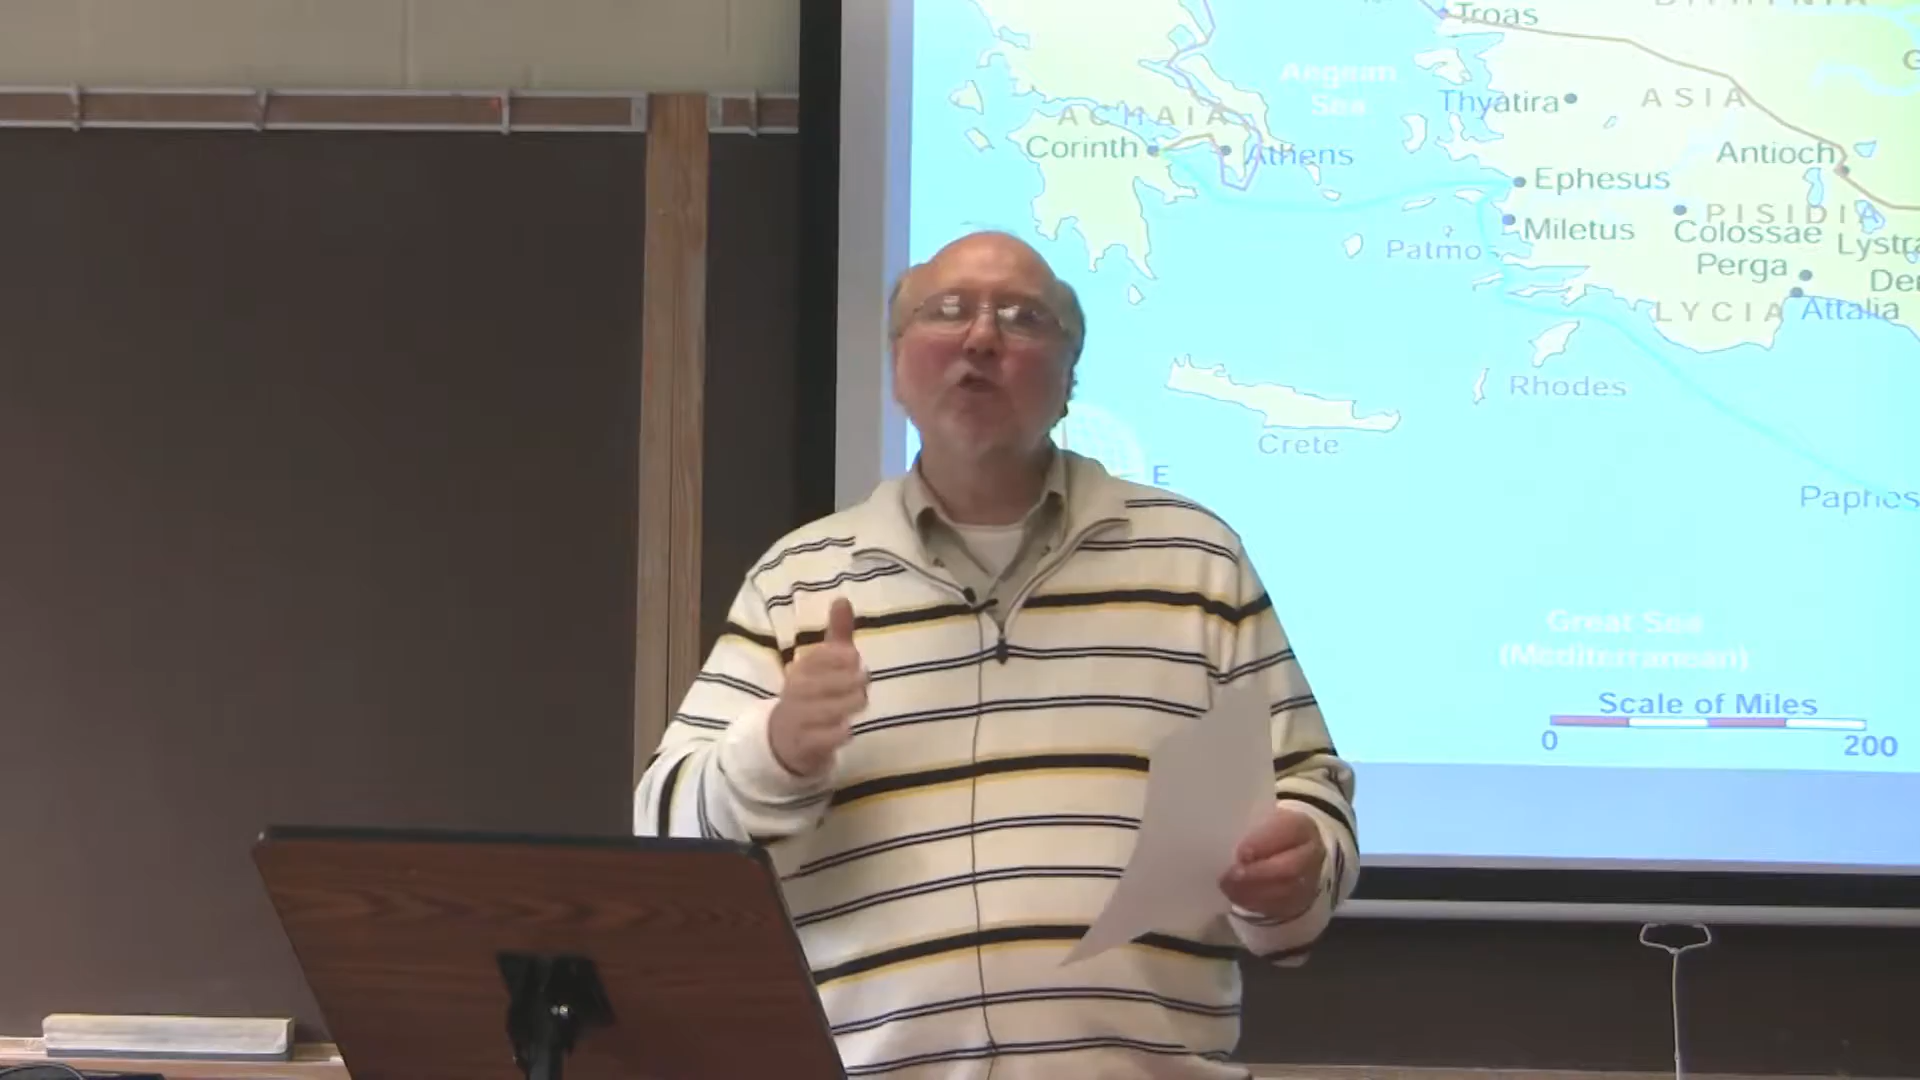 Troas
Aegean
Sea
Thyatira
ASIA
ACHAIA
Corinth
Athens
Antioch
Ephesus
PISIDIA
Miletus
Colossae
Lystra
Patmo
Perga
LYCIA
Attalia
Rhodes
Crete
E
Paphos
Great Sea
(Mediterranean)
Scale of Miles
0 200